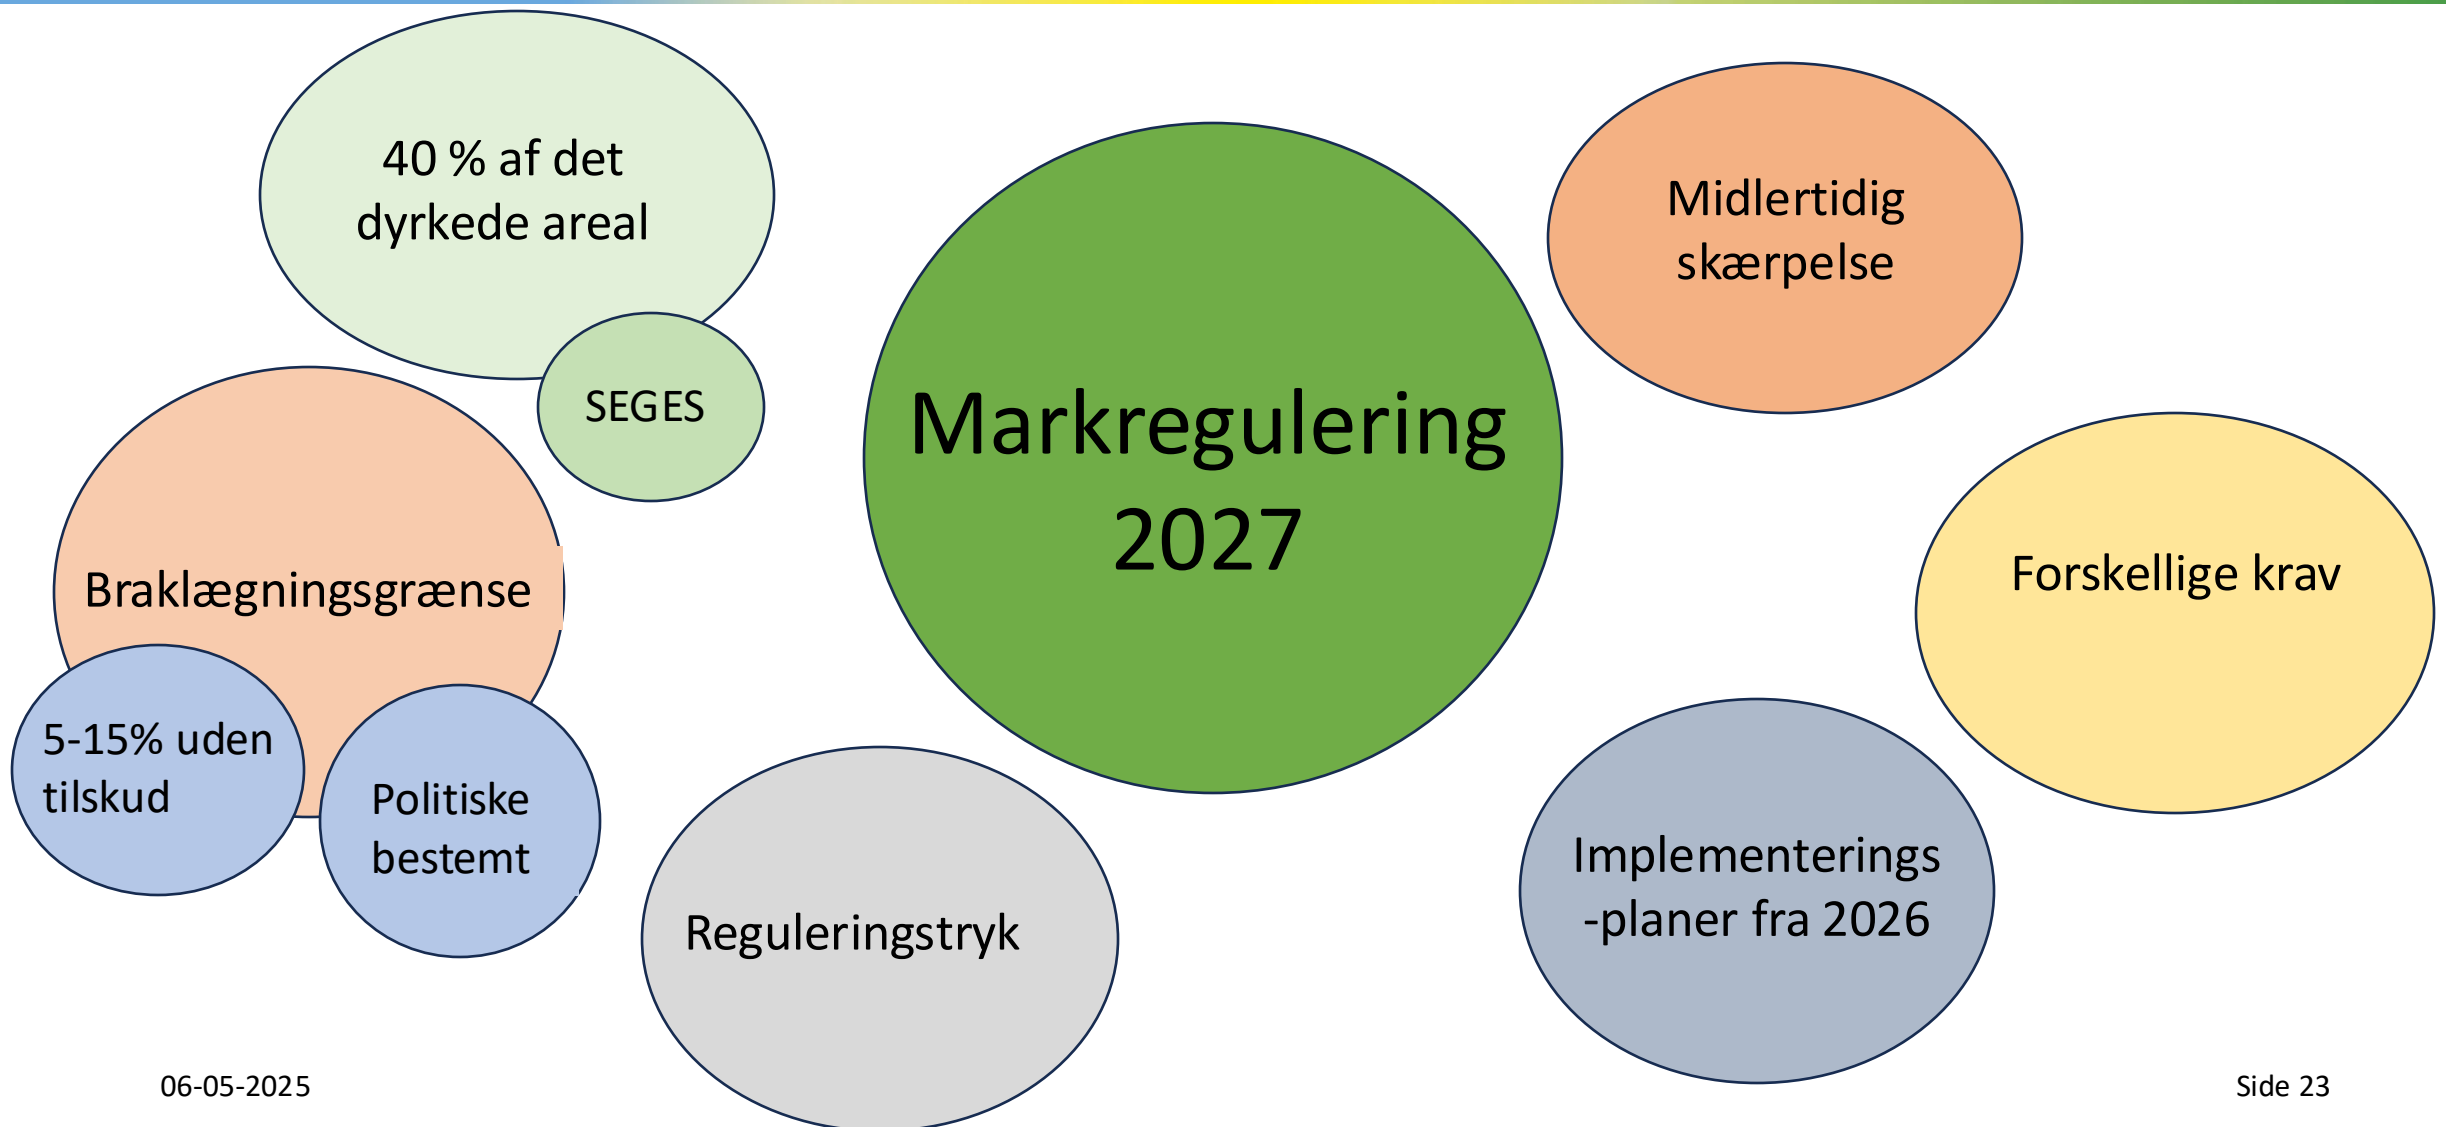 40 % af det
dyrkede areal
SEGES
Braklægningsgrænse
5-15% uden
tilskud
Politiske
bestemt
Markregulering
2027
Reguleringstryk
Midlertidig
skærpelse
Forskellige krav
Implementerings
-planer fra 2026
06-05-2025
Side 23